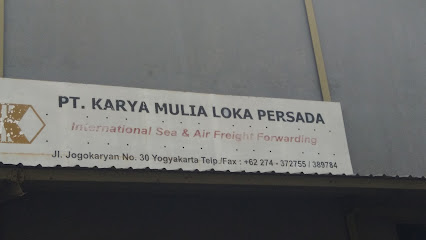 PT. KARYA MULIA LOKA PERSADA
International Sea & Air Freight Forwarding
Jl. Jogokaryan No. 30 Yogyakarta Telp./Fax : +62 274 - 372755 / 389784